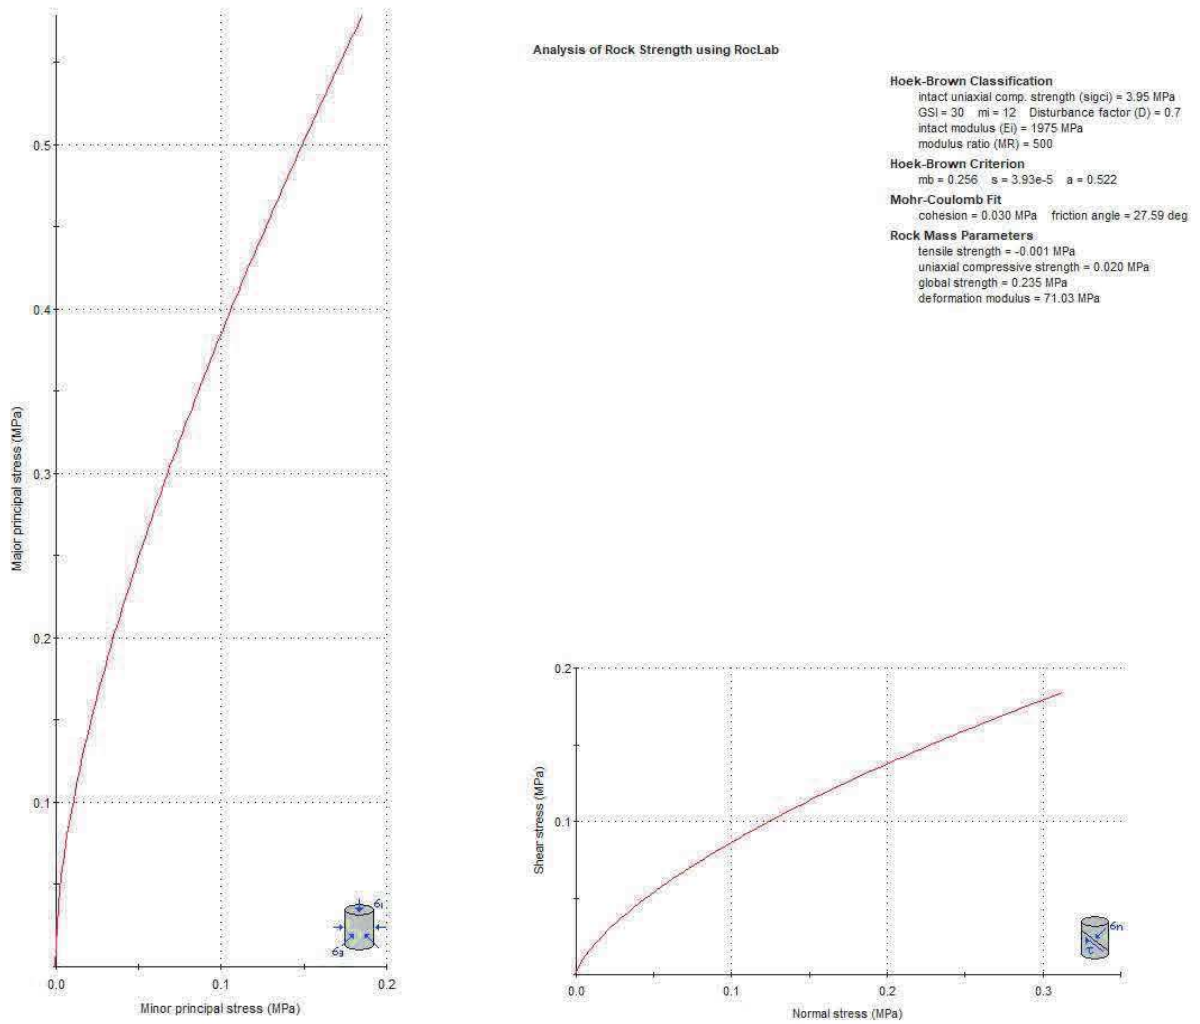 Analysis of Rock Strength using RocLab
Hoek-Brown Classification
intact uniaxial comp. strength (sigci) = 3.95 MPa
GSI = 30 mi = 12 Disturbance factor (D) = 0.7
intact modulus (Ei) = 1975 MPa
modulus ratio (MR) = 500
Hoek-Brown Criterion
mb = 0.256 s = 3.93e-5 a = 0.522
Mohr-Coulomb Fit
cohesion = 0.030 MPa friction angle = 27.59 deg
Rock Mass Parameters
tensile strength = -0.001 MPa
uniaxial compressive strength = 0.020 MPa
global strength = 0.235 MPa
deformation modulus = 71.03 MPa
Major principal stress (MPa)
0.5
0.4
0.3
0.2
0.1
σ1
σ3
0.0 0.1 0.2
Minor principal stress (MPa)
Shear stress (MPa)
0.2
0.1
σn
τ
0.0 0.1 0.2 0.3
Normal stress (MPa)